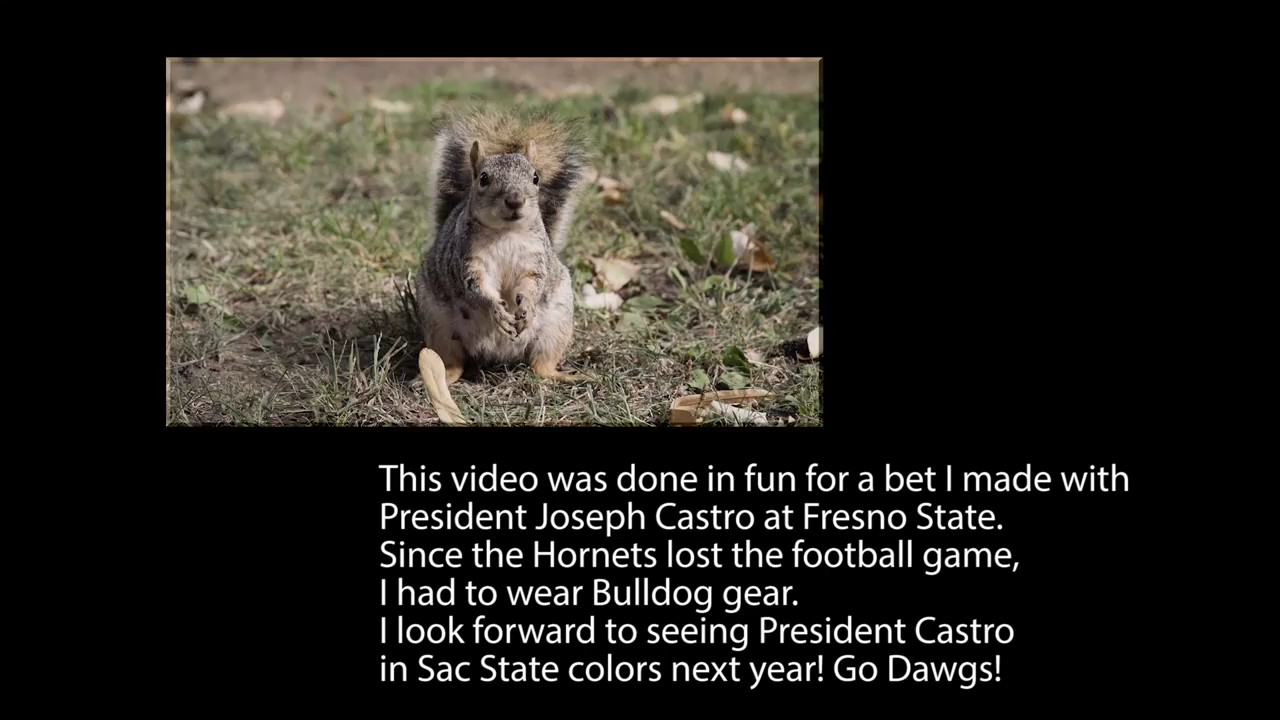 This video was done in fun for a bet I made with
President Joseph Castro at Fresno State.
Since the Hornets lost the football game,
I had to wear Bulldog gear.
I look forward to seeing President Castro
in Sac State colors next year! Go Dawgs!